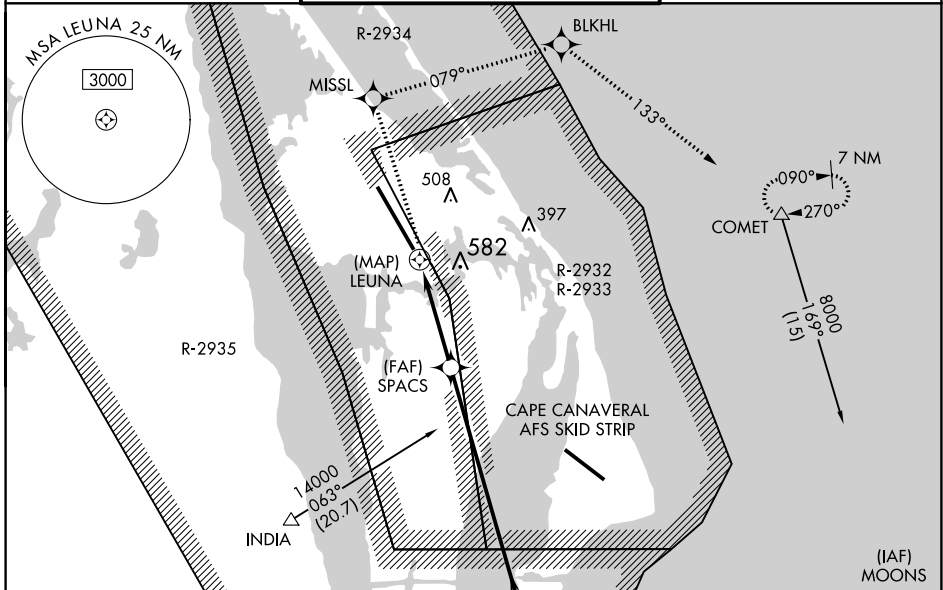 MSA LEUNA 25 NM
3000
R-2934
BLKHL
MISSL
079°
133°
7 NM
090°
270°
COMET
508
397
582
(MAP)
LEUNA
R-2932
R-2933
8000
169°
(15)
R-2935
(FAF)
SPACS
CAPE CANAVERAL
AFS SKID STRIP
14000
063°
(20.7)
INDIA
(IAF)
MOONS